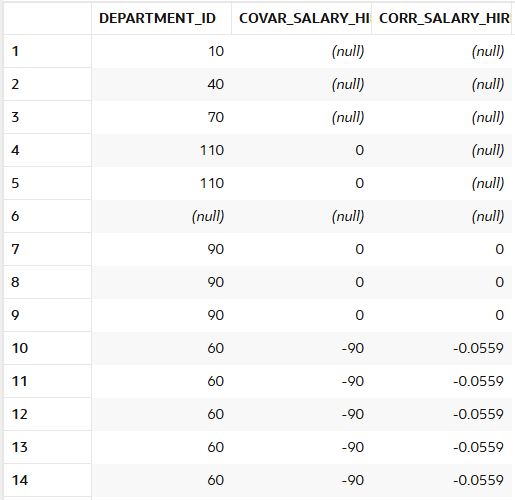 DEPARTMENT_ID COVAR_SALARY_HI CORR_SALARY_HIR
1 10 (null) (null)
2 40 (null) (null)
3 70 (null) (null)
4 110 0 (null)
5 110 0 (null)
6 (null) (null) (null)
7 90 0 0
8 90 0 0
9 90 0 0
10 60 -90 -0.0559
11 60 -90 -0.0559
12 60 -90 -0.0559
13 60 -90 -0.0559
14 60 -90 -0.0559